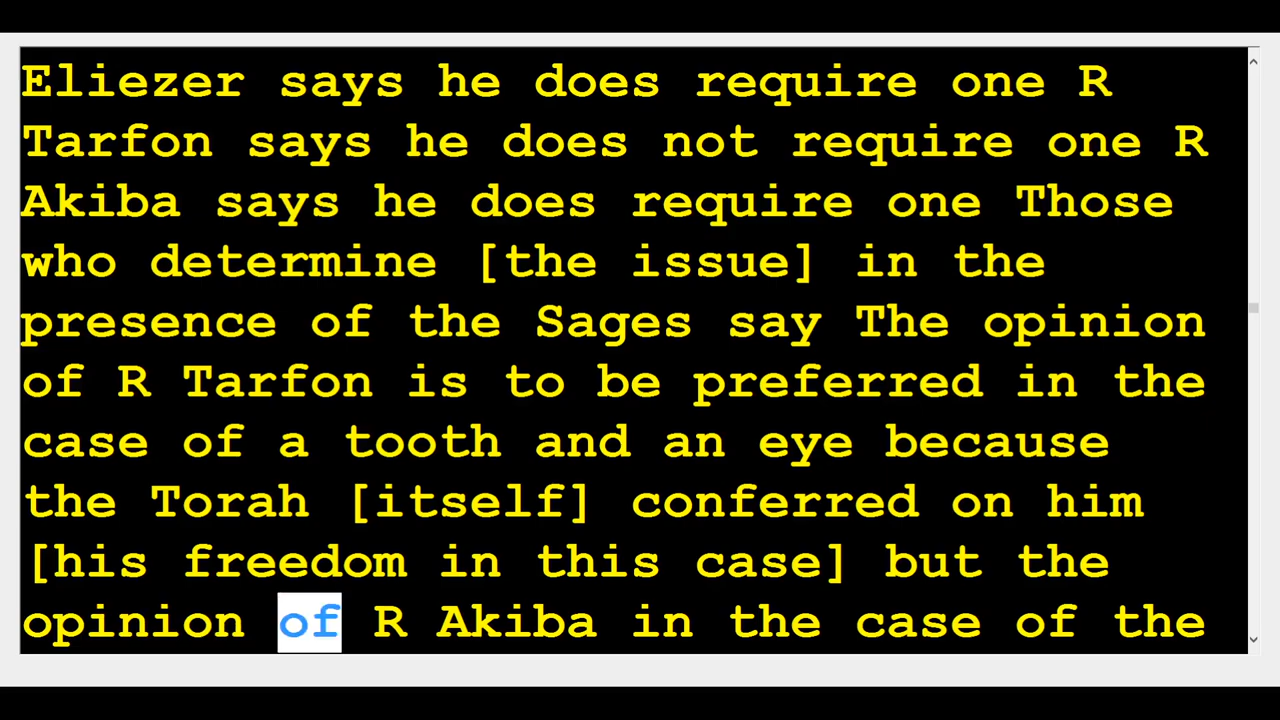 Eliezer says he does require one R
Tarfon says he does not require one R
Akiba says he does require one Those
who determine [the issue] in the
presence of the Sages say The opinion
of R Tarfon is to be preferred in the
case of a tooth and an eye because
the Torah [itself] conferred on him
[his freedom in this case] but the
opinion of R Akiba in the case of the